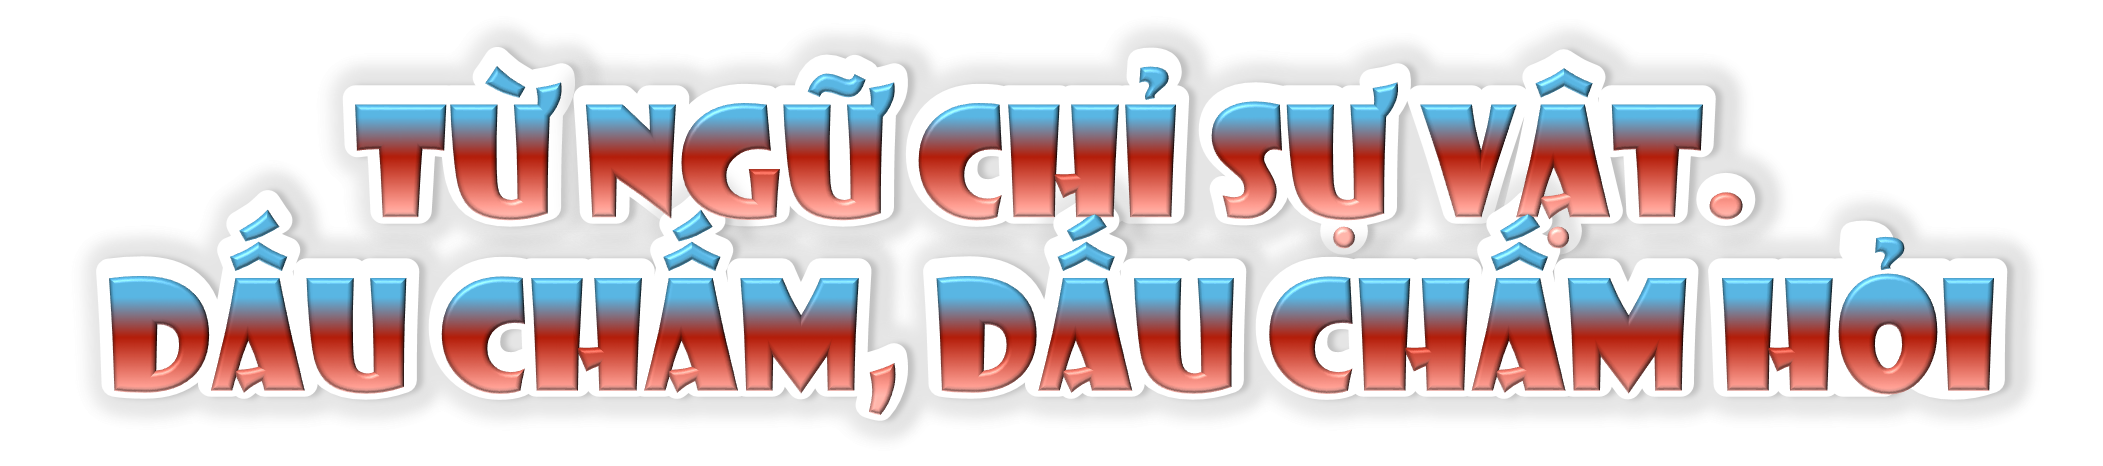 TỪ NGỮ CHỈ SỰ VẬT.
DẤU CHẤM, DẤU CHẤM HỎI